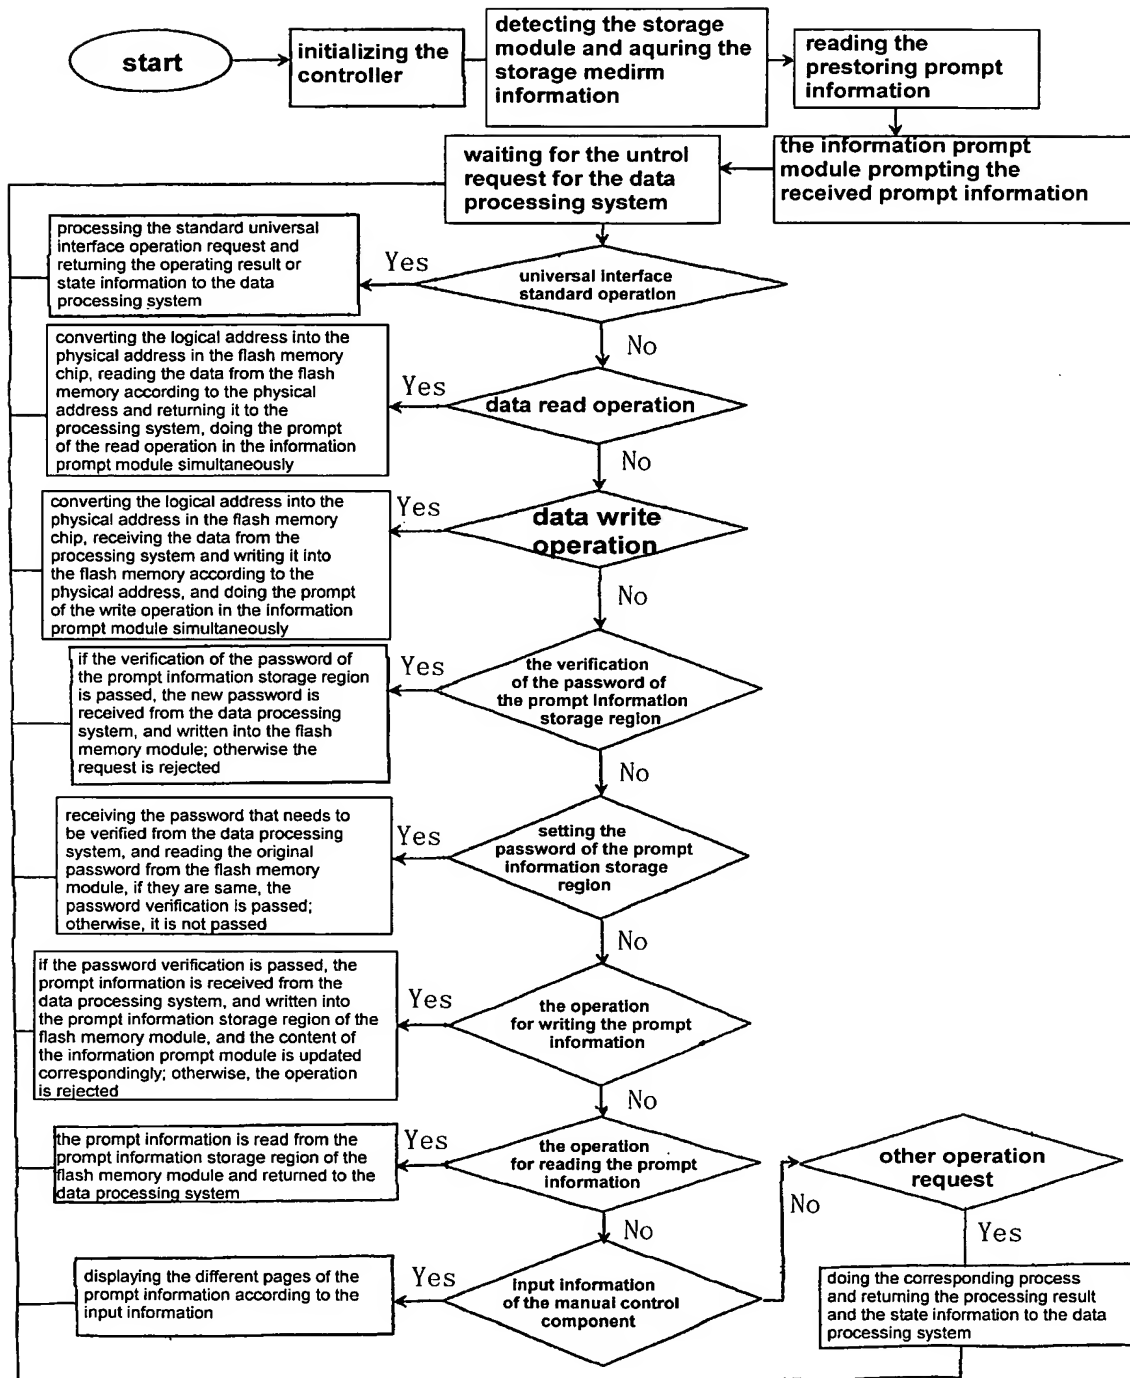 start
initializing the
controller
detecting the storage
module and aquring the
storage medirm
information
reading the
prestoring prompt
information
the information prompt
module prompting the
received prompt information
waiting for the untrol
request for the data
processing system
universal interface
standard operation
Yes
processing the standard universal
interface operation request and
returning the operating result or
state information to the data
processing system
No
data read operation
Yes
converting the logical address into the
physical address in the flash memory
chip, reading the data from the flash
memory according to the physical
address and returning it to the
processing system, doing the prompt
of the read operation in the information
prompt module simultaneously
No
data write
operation
Yes
converting the logical address into the
physical address in the flash memory
chip, receiving the data from the
processing system and writing it into
the flash memory according to the
physical address, and doing the prompt
of the write operation in the information
prompt module simultaneously
No
the verification
of the password of
the prompt information
storage region
Yes
if the verification of the password of
the prompt information storage region
is passed, the new password is
received from the data processing
system, and written into the flash
memory module; otherwise the
request is rejected
No
setting the
password of the prompt
information storage
region
Yes
receiving the password that needs to
be verified from the data processing
system, and reading the original
password from the flash memory
module, if they are same, the
password verification is passed;
otherwise, it is not passed
No
the operation
for writing the prompt
information
Yes
if the password verification is passed, the
prompt information is received from the
data processing system, and written into
the prompt information storage region of the
flash memory module, and the content of
the information prompt module is updated
correspondingly; otherwise, the operation
is rejected
No
the operation
for reading the prompt
information
Yes
the prompt information is read from the
prompt information storage region of the
flash memory module and returned to the
data processing system
No
input information
of the manual control
component
Yes
displaying the different pages of the
prompt information according to the
input information
No
other operation
request
Yes
doing the corresponding process
and returning the processing result
and the state information to the data
processing system